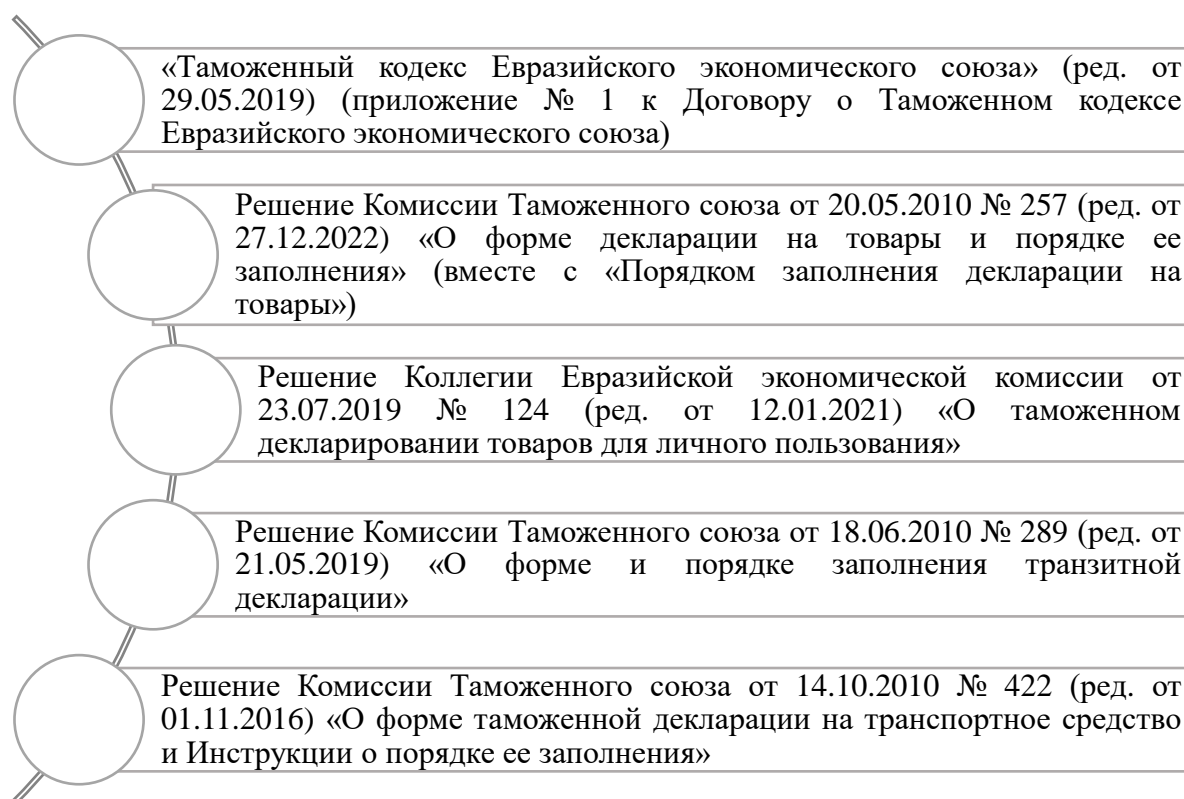 «Таможенный кодекс Евразийского экономического союза» (ред. от
29.05.2019) (приложение № 1 к Договору о Таможенном кодексе
Евразийского экономического союза)
Решение Комиссии Таможенного союза от 20.05.2010 № 257 (ред. от
27.12.2022) «О форме декларации на товары и порядке ее
заполнения» (вместе с «Порядком заполнения декларации на
товары»)
Решение Коллегии Евразийской экономической комиссии от
23.07.2019 № 124 (ред. от 12.01.2021) «О таможенном
декларировании товаров для личного пользования»
Решение Комиссии Таможенного союза от 18.06.2010 № 289 (ред. от
21.05.2019) «О форме и порядке заполнения транзитной
декларации»
Решение Комиссии Таможенного союза от 14.10.2010 № 422 (ред. от
01.11.2016) «О форме таможенной декларации на транспортное средство
и Инструкции о порядке ее заполнения»